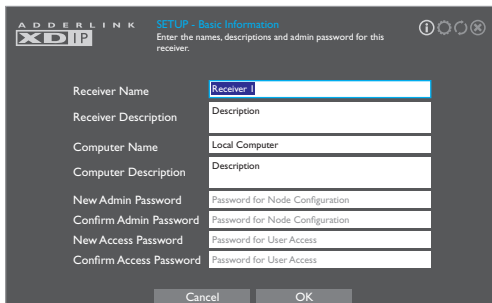 ADDERLINK
XDIP
SETUP - Basic Information
Enter the names, descriptions and admin password for this
receiver.
Receiver Name
Receiver 1
Receiver Description
Description
Computer Name
Local Computer
Computer Description
Description
New Admin Password
Password for Node Configuration
Confirm Admin Password
Password for Node Configuration
New Access Password
Password for User Access
Confirm Access Password
Password for User Access
Cancel
OK